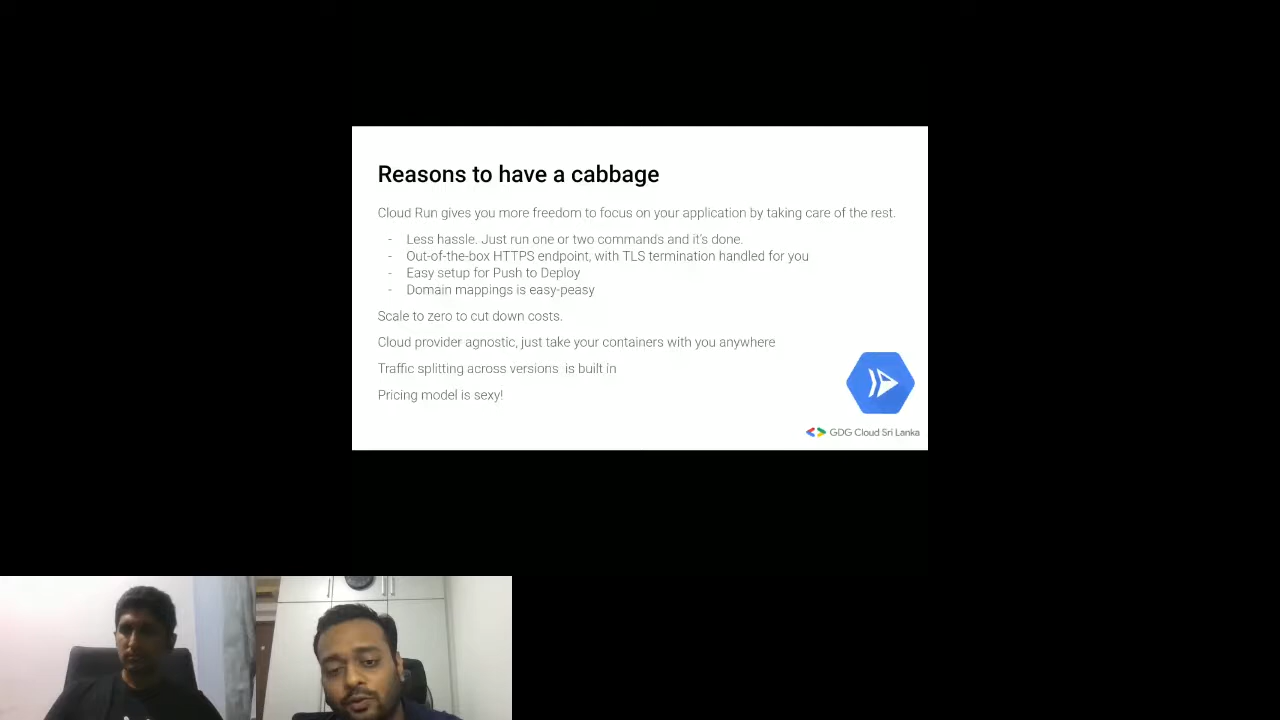 Reasons to have a cabbage
Cloud Run gives you more freedom to focus on your application by taking care of the rest.
- Less hassle. Just run one or two commands and it's done.
- Out-of-the-box HTTPS endpoint, with TLS termination handled for you
- Easy setup for Push to Deploy
- Domain mappings is easy-peasy
Scale to zero to cut down costs.
Cloud provider agnostic, just take your containers with you anywhere
Traffic splitting across versions is built in
Pricing model is sexy!
GDG Cloud Sri Lanka